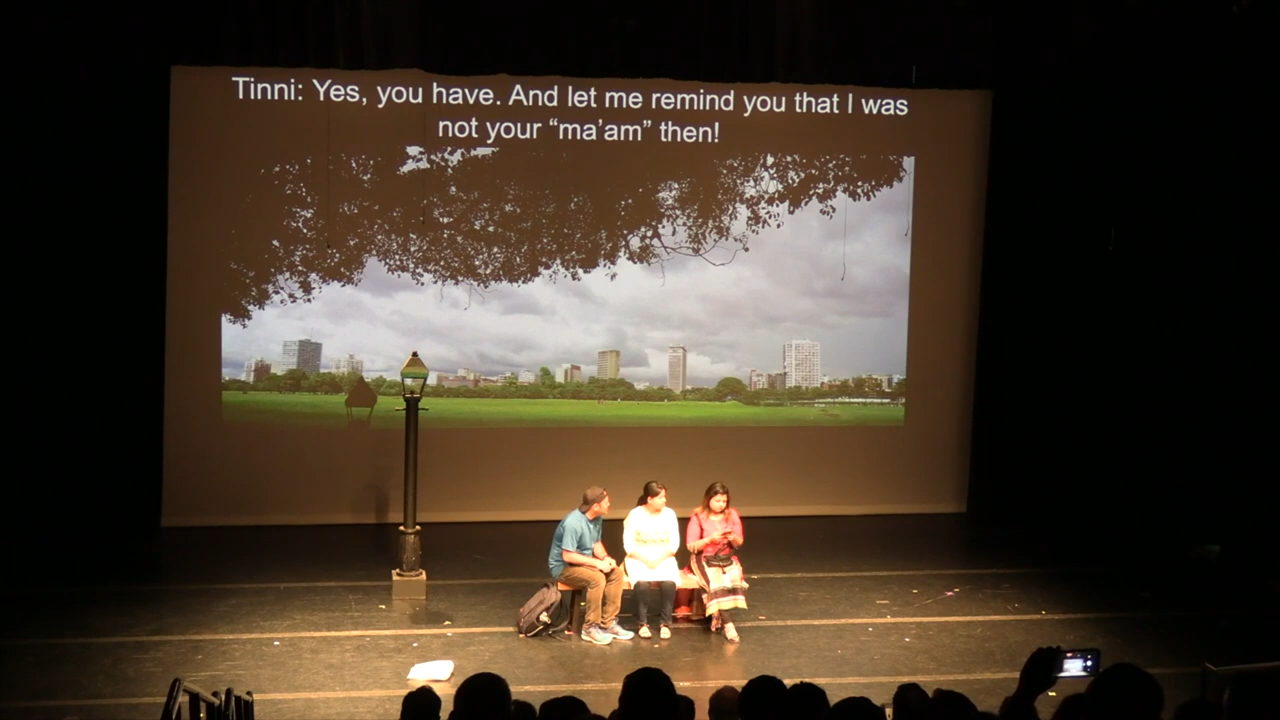 Tinni: Yes, you have. And let me remind you that I was
not your “ma’am” then!